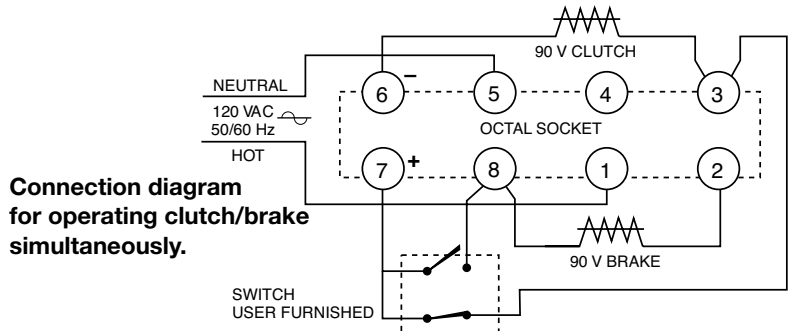 90 V CLUTCH
NEUTRAL
6 – 5 4 3
120 VAC
50/60 Hz
OCTAL SOCKET
HOT
7 + 8 1 2
Connection diagram
for operating clutch/brake
simultaneously.
90 V BRAKE
SWITCH
USER FURNISHED